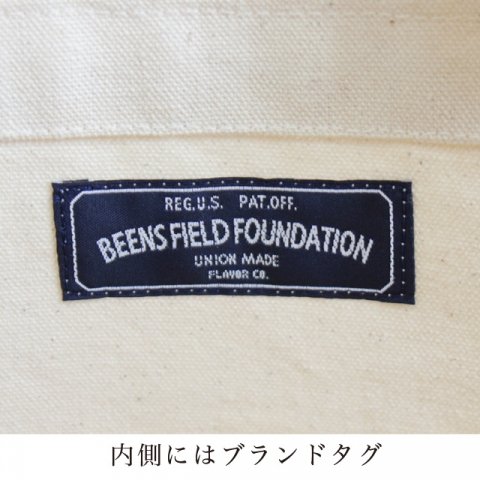 REG.U.S. PAT.OFF.
BEENS FIELD FOUNDATION
UNION MADE
FLAVOR CO.
内側にはブランドタグ